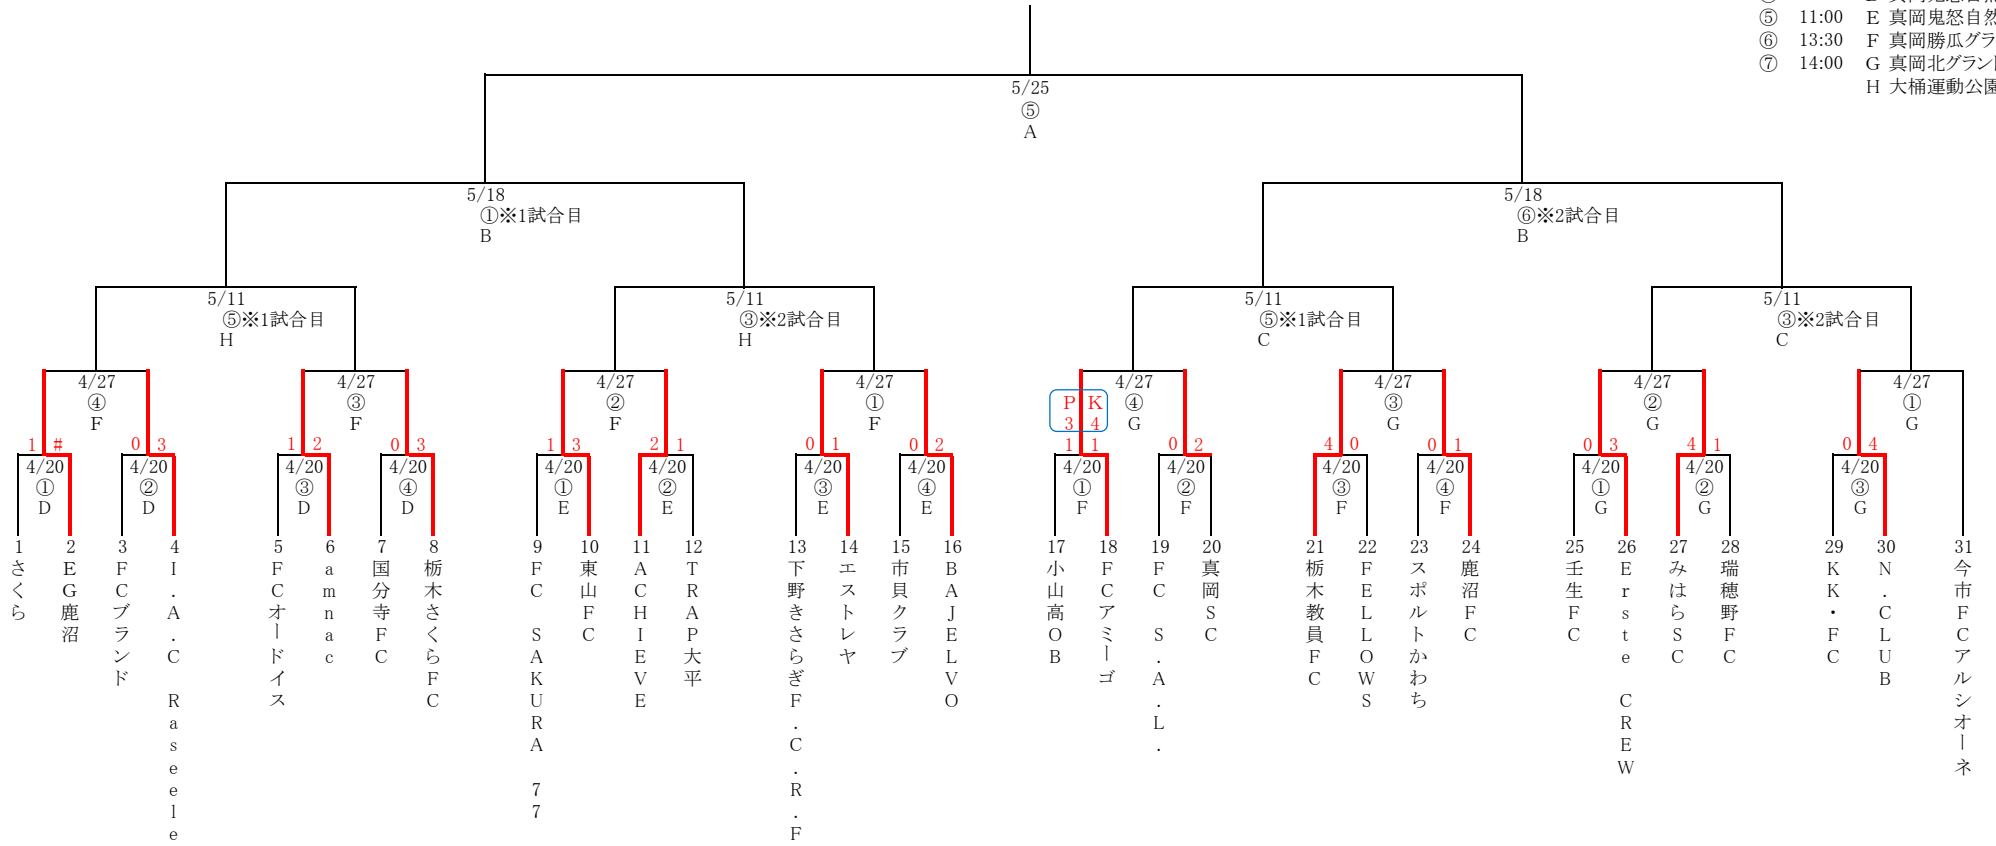 ⑤ 11:00 E 真岡鬼怒自然
⑥ 13:30 F 真岡勝瓜グラ
⑦ 14:00 G 真岡北グラン
H 大桶運動公園
5/25
⑤
A
5/18
①※1試合目
B
5/18
⑥※2試合目
B
5/11
⑤※1試合目
H
5/11
③※2試合目
H
5/11
⑤※1試合目
C
5/11
③※2試合目
C
4/27 4/27 4/27 4/27 4/27 4/27 4/27 4/27
④ ③ ② ① ④ ③ ② ①
F F F F G G G G
PK
3 4
1 # 0 3 1 2 0 3 1 3 2 1 0 1 0 2 1 1 0 2 4 0 0 1 0 3 4 1 0 4
4/20 4/20 4/20 4/20 4/20 4/20 4/20 4/20 4/20 4/20 4/20 4/20 4/20 4/20 4/20
① ② ③ ④ ① ② ③ ④ ① ② ③ ④ ① ② ③
D D D D E E E E F F F F G G G
1 さくら
2 EG鹿沼
3 FCブランド
4 I.A.C Raseele
5 FCオードイス
6 amnac
7 国分寺FC
8 栃木さくらFC
9 FC SAKURA 77
10 東山FC
11 ACHIEVE
12 TRAP大平
13 下野きさらぎF.C.R.F
14 エストレヤ
15 市貝クラブ
16 BAJELVO
17 小山高OB
18 FCアミーゴ
19 FC S.A.L.
20 真岡SC
21 栃木教員FC
22 FELLOWS
23 スポルトかわち
24 鹿沼FC
25 壬生FC
26 Erste CREW
27 みはらSC
28 瑞穂野FC
29 KK・FC
30 N.CLUB
31 今市FCアルシオーネ